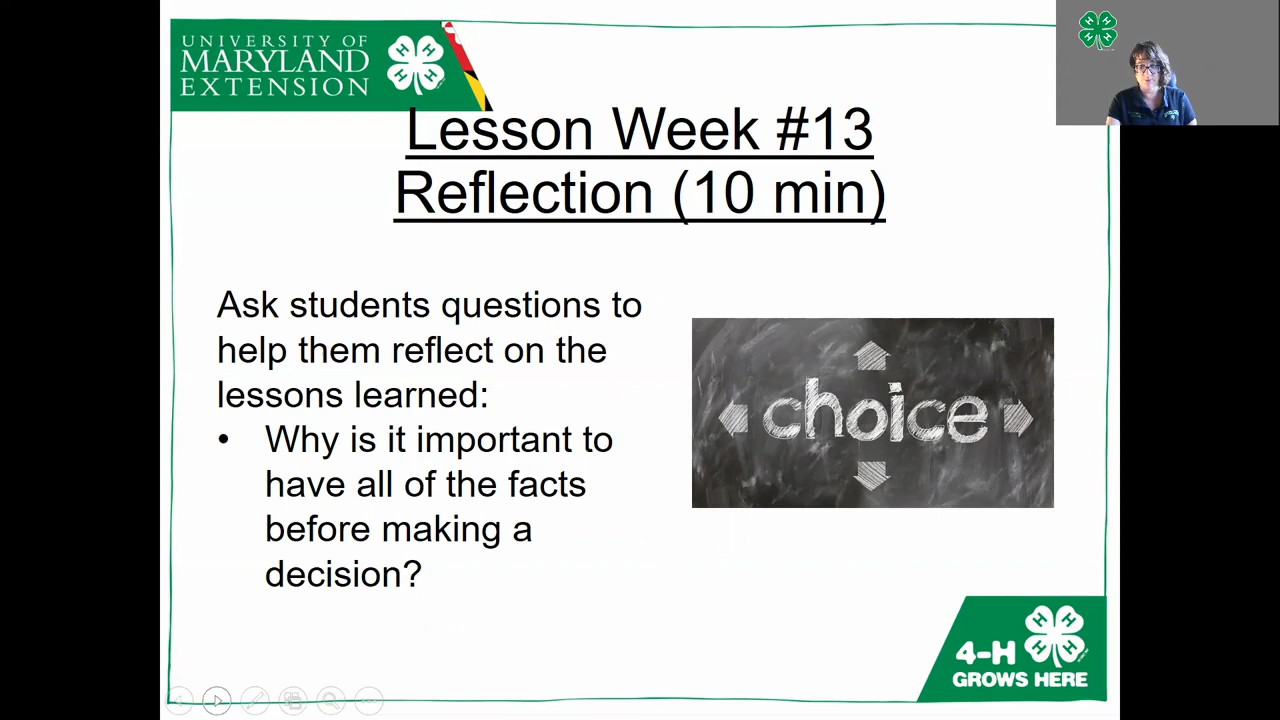 UNIVERSITY OF
MARYLAND
EXTENSION
H H
H H
Lesson Week #13
Reflection (10 min)
Ask students questions to
help them reflect on the
lessons learned:
• Why is it important to
have all of the facts
before making a
decision?
choice
H H
H H
4-H
GROWS HERE